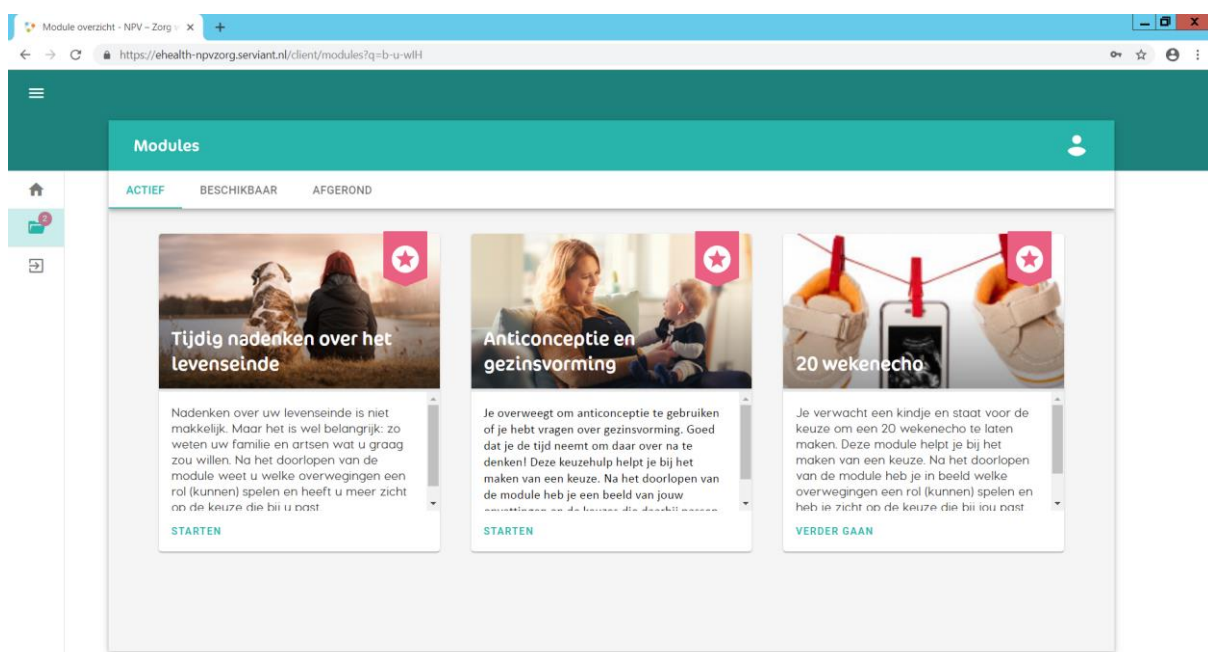 Module overzicht - NPV – Zorg
https://ehealth-npvzorg.serviant.nl/client/modules?q=b-u-wIH
Modules
ACTIEF BESCHIKBAAR AFGEROND
2
Tijdig nadenken over het
levenseinde
Nadenken over uw levenseinde is niet
makkelijk. Maar het is wel belangrijk: zo
weten uw familie en artsen wat u graag
zou willen. Na het doorlopen van de
module weet u welke overwegingen een
rol (kunnen) spelen en heeft u meer zicht
op de keuze die bij u past
STARTEN
Anticonceptie en
gezinsvorming
Je overweegt om anticonceptie te gebruiken
of je hebt vragen over gezinsvorming. Goed
dat je de tijd neemt om daar over na te
denken! Deze keuzehulp helpt je bij het
maken van een keuze. Na het doorlopen van
de module heb je een beeld van jouw
opvattingen en de keuzes die daarbij passen
STARTEN
20 wekenecho
Je verwacht een kindje en staat voor de
keuze om een 20 wekenecho te laten
maken. Deze module helpt je bij het
maken van een keuze. Na het doorlopen
van de module heb je in beeld welke
overwegingen een rol (kunnen) spelen en
heb je zicht op de keuze die bij jou past
VERDER GAAN